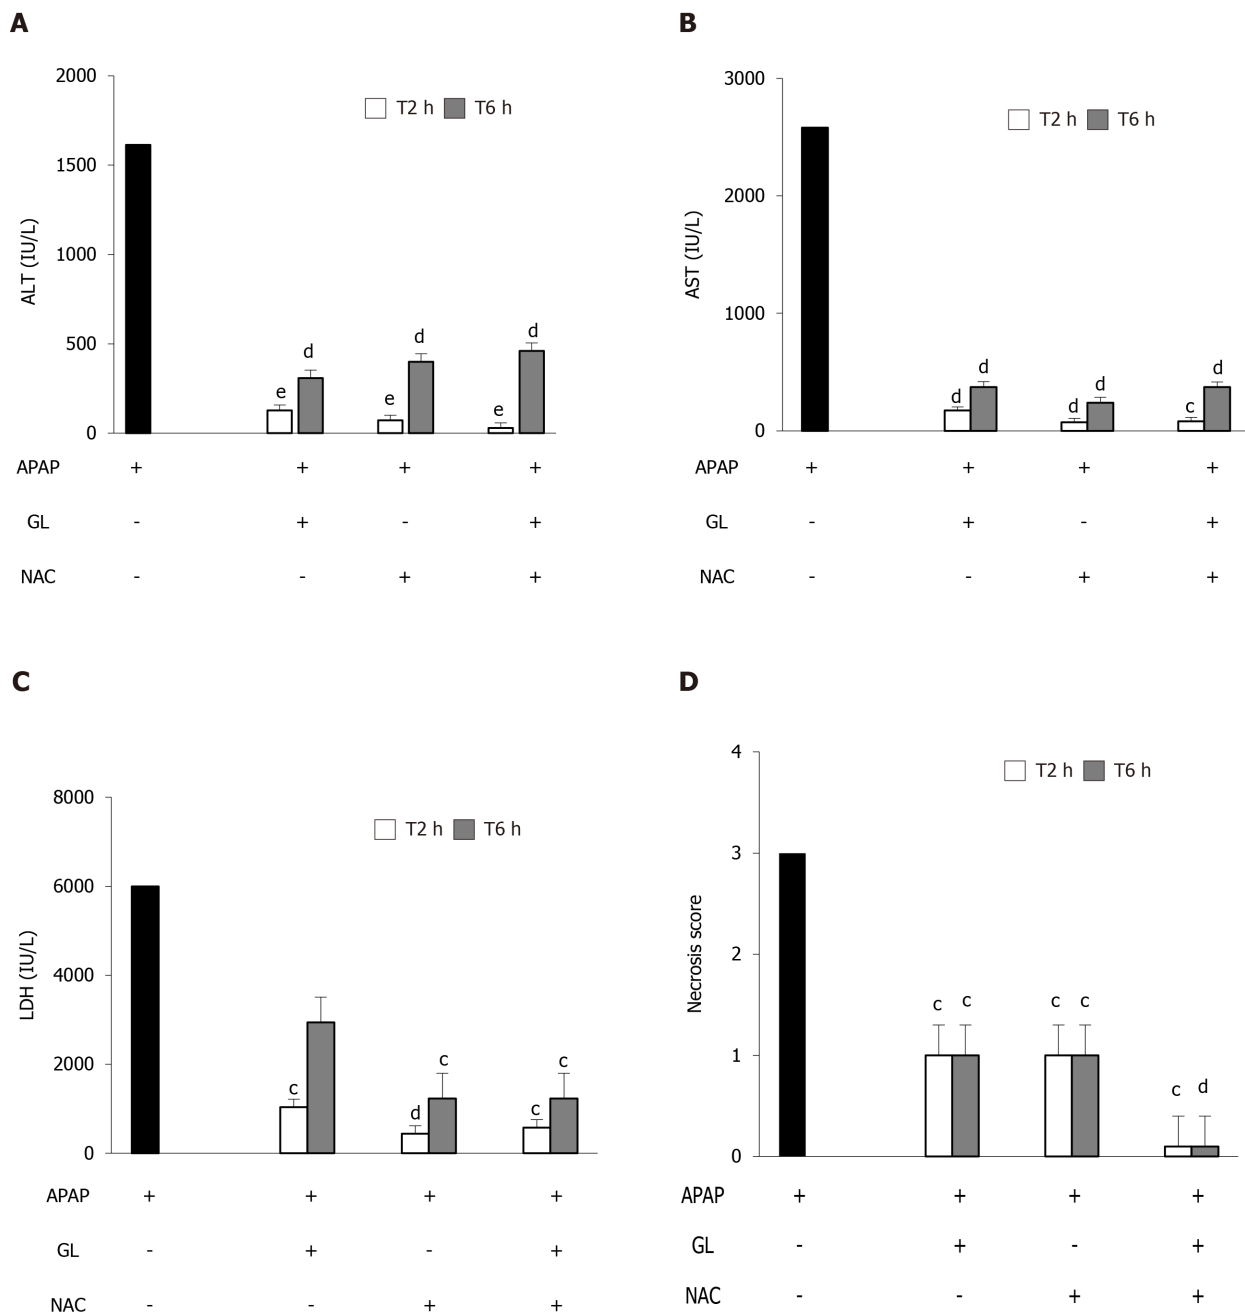 A
2000
1500
1000
500
0
ALT (IU/L)
T2 h T6 h
e d e d e d
APAP + + + +
GL - + - +
NAC - - + +
B
3000
2000
1000
0
AST (IU/L)
T2 h T6 h
d d d d c d
APAP + + + +
GL - + - +
NAC - - + +
C
8000
6000
4000
2000
0
LDH (IU/L)
T2 h T6 h
c d c c c
APAP + + + +
GL - + - +
NAC - - + +
D
4
3
2
1
0
Necrosis score
T2 h T6 h
c c c c c d
APAP + + + +
GL - + - +
NAC - - + +